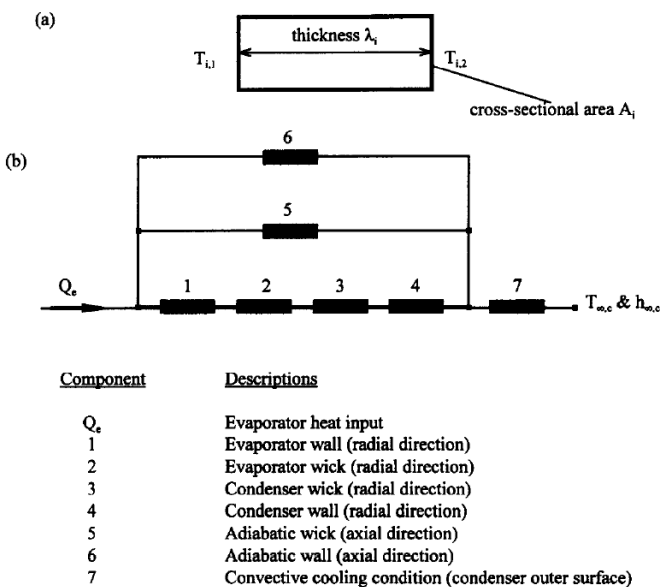 (a)
thickness λi
Ti,1
Ti,2
cross-sectional area Ai
(b)
6
5
Qe
1 2 3 4 7
T∞,c & h∞,c
Component Descriptions
Qe Evaporator heat input
1 Evaporator wall (radial direction)
2 Evaporator wick (radial direction)
3 Condenser wick (radial direction)
4 Condenser wall (radial direction)
5 Adiabatic wick (axial direction)
6 Adiabatic wall (axial direction)
7 Convective cooling condition (condenser outer surface)